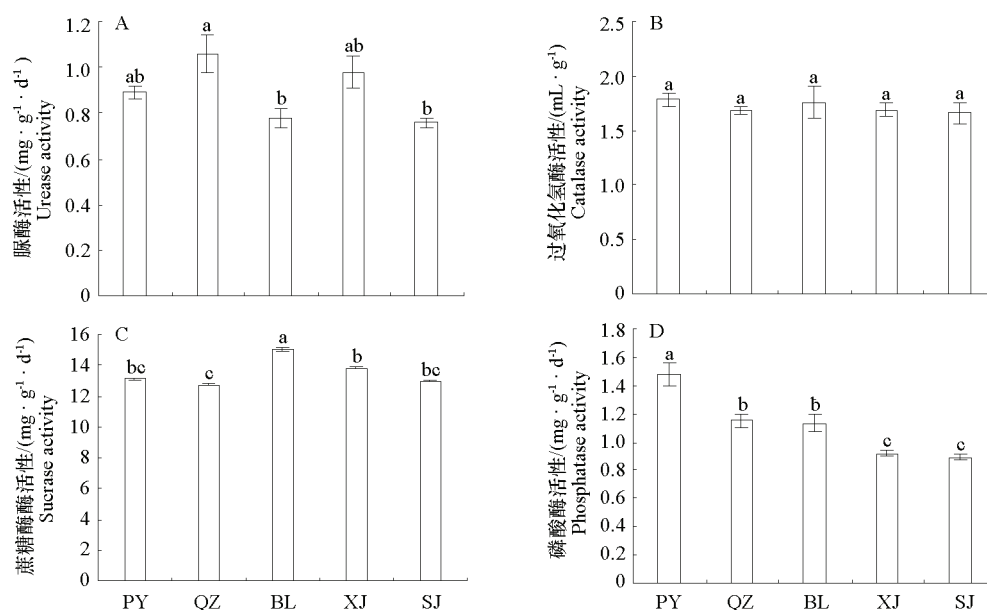 A
脲酶活性/(mg · g⁻¹ · d⁻¹)
Urease activity
1.2
1.0
0.8
0.6
0.4
0.2
0
ab
a
b
ab
b
B
过氧化氢酶活性/(mL · g⁻¹)
Catalase activity
2.5
2.0
1.5
1.0
0.5
0
a
a
a
a
a
C
蔗糖酶酶活性/(mg · g⁻¹ · d⁻¹)
Sucrase activity
16
14
12
10
8
6
4
2
0
bc
c
a
b
bc
PY QZ BL XJ SJ
D
磷酸酶活性/(mg · g⁻¹ · d⁻¹)
Phosphatase activity
1.8
1.6
1.4
1.2
1.0
0.8
0.6
0.4
0.2
0
a
b
b
c
c
PY QZ BL XJ SJ